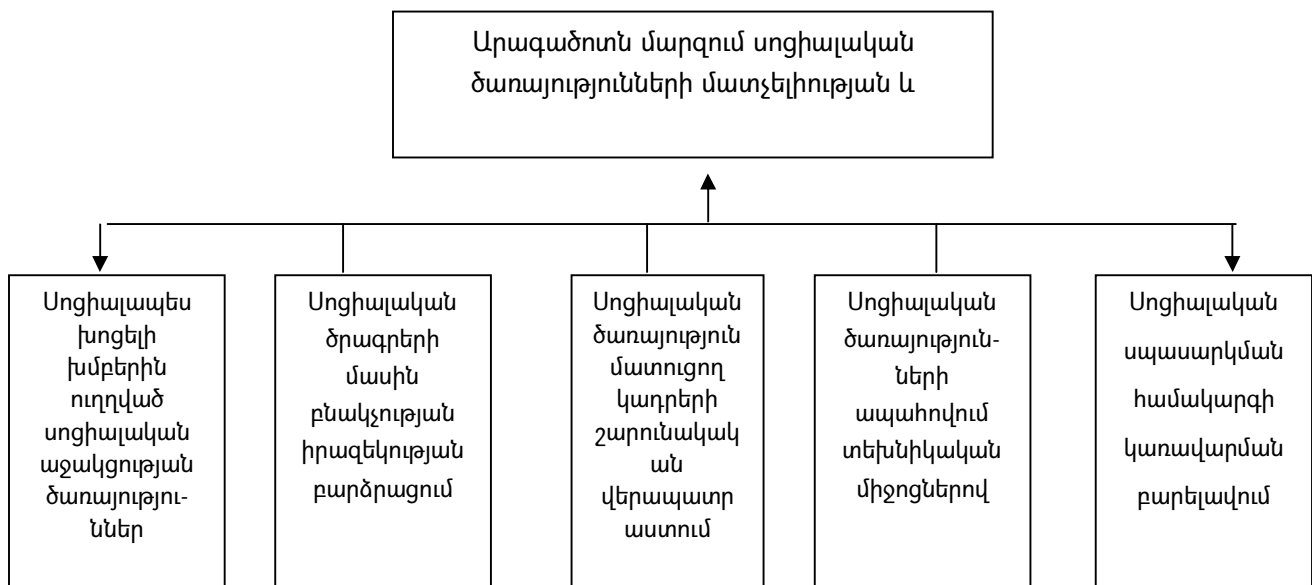 Արագածոտն մարզում սոցիալական
ծառայությունների մատչելիության և
Սոցիալապես
խոցելի
խմբերին
ուղղված
սոցիալական
աջակցության
ծառայությու-
ններ
Սոցիալական
ծրագրերի
մասին
բնակչության
իրազեկության
բարձրացում
Սոցիալական
ծառայություն
մատուցող
կադրերի
շարունակակ
ան
վերապատր
աստում
Սոցիալական
ծառայություն-
ների
ապահովում
տեխնիկական
միջոցներով
Սոցիալական
սպասարկման
համակարգի
կառավարման
բարելավում